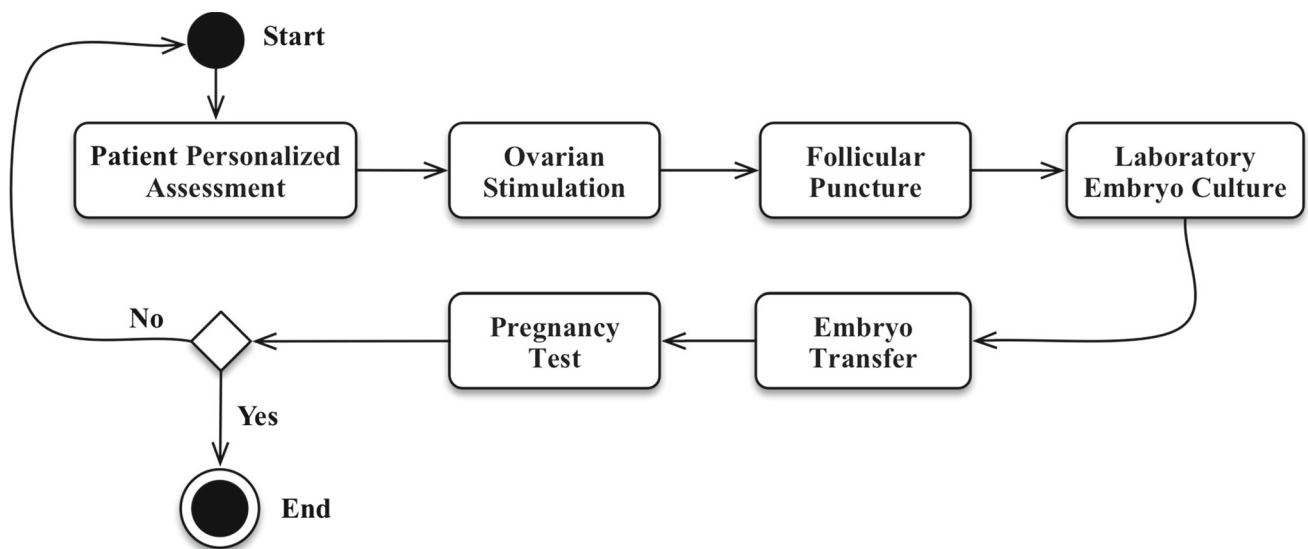 Start
Patient Personalized
Assessment
Ovarian
Stimulation
Follicular
Puncture
Laboratory
Embryo Culture
Embryo
Transfer
Pregnancy
Test
No
Yes
End